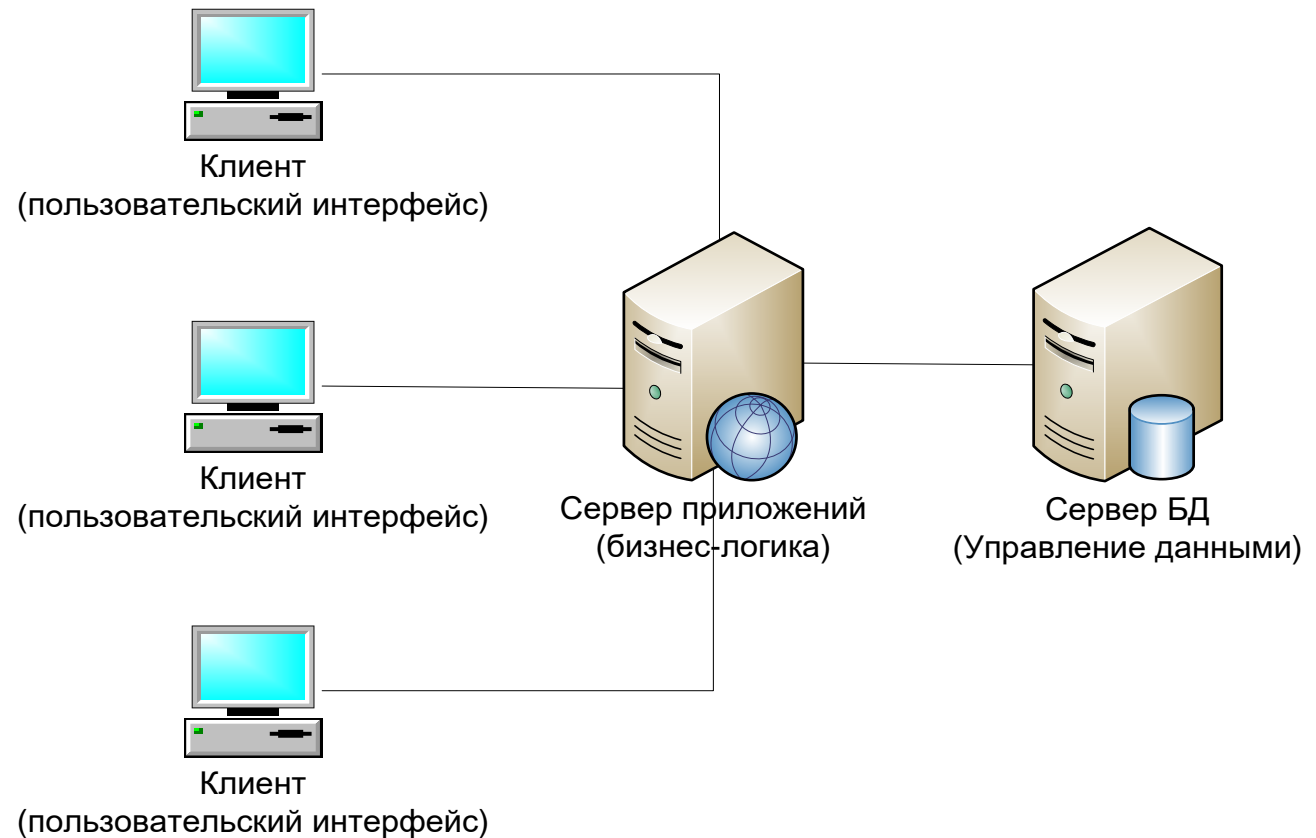 Клиент
(пользовательский интерфейс)
Клиент
(пользовательский интерфейс)
Сервер приложений
(бизнес-логика)
Сервер БД
(Управление данными)
Клиент
(пользовательский интерфейс)